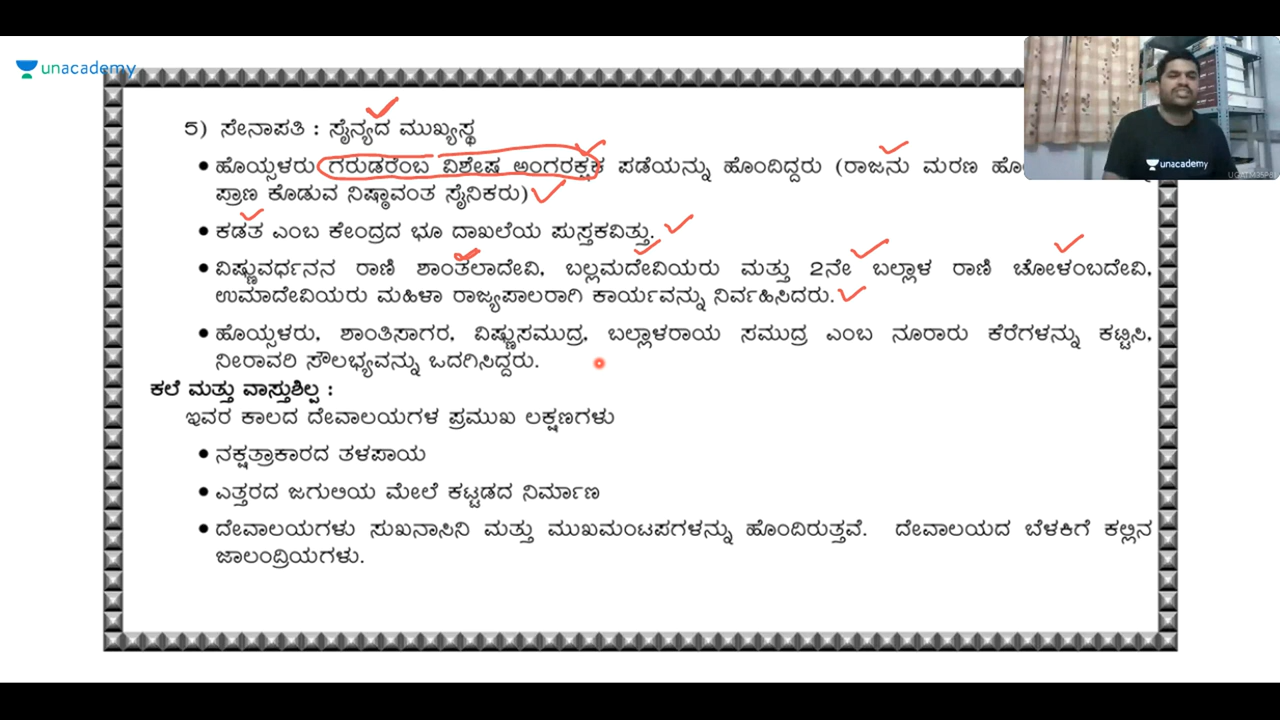 unacademy
5) ಸೇನಾಪತಿ : ಸೈನ್ಯದ ಮುಖ್ಯಸ್ಥ
• ಹೊಯ್ಸಳರು ಗರುಡರೆಂಬ ವಿಶೇಷ ಅಂಗರಕ್ಷಕ ಪಡೆಯನ್ನು ಹೊಂದಿದ್ದರು (ರಾಜನು ಮರಣ
ಪ್ರಾಣ ಕೊಡುವ ನಿಷ್ಠಾವಂತ ಸೈನಿಕರು)
• ಕಡತ ಎಂಬ ಕೇಂದ್ರದ ಭೂ ದಾಖಲೆಯ ಪುಸ್ತಕವಿತ್ತು.
• ವಿಷ್ಣುವರ್ಧನನ ರಾಣಿ ಶಾಂತಲಾದೇವಿ, ಬಲ್ಲಮದೇವಿಯರು ಮತ್ತು 2ನೇ ಬಲ್ಲಾಳ ರಾಣಿ ಚೋಳಂಬದೇವಿ,
ಉಮಾದೇವಿಯರು ಮಹಿಳಾ ರಾಜ್ಯಪಾಲರಾಗಿ ಕಾರ್ಯವನ್ನು ನಿರ್ವಹಿಸಿದರು.
• ಹೊಯ್ಸಳರು, ಶಾಂತಿಸಾಗರ, ವಿಷ್ಣುಸಮುದ್ರ, ಬಲ್ಲಾಳರಾಯ ಸಮುದ್ರ ಎಂಬ ನೂರಾರು ಕೆರೆಗಳನ್ನು ಕಟ್ಟಿಸಿ,
ನೀರಾವರಿ ಸೌಲಭ್ಯವನ್ನು ಒದಗಿಸಿದ್ದರು.
ಕಲೆ ಮತ್ತು ವಾಸ್ತುಶಿಲ್ಪ :
ಇವರ ಕಾಲದ ದೇವಾಲಯಗಳ ಪ್ರಮುಖ ಲಕ್ಷಣಗಳು
• ನಕ್ಷತ್ರಾಕಾರದ ತಳಪಾಯ
• ಎತ್ತರದ ಜಗುಲಿಯ ಮೇಲೆ ಕಟ್ಟಡದ ನಿರ್ಮಾಣ
• ದೇವಾಲಯಗಳು ಸುಖನಾಸಿನಿ ಮತ್ತು ಮುಖಮಂಟಪಗಳನ್ನು ಹೊಂದಿರುತ್ತವೆ. ದೇವಾಲಯದ ಬೆಳಕಿಗೆ ಕಲ್ಲಿನ
ಜಾಲಂದ್ರಿಯಗಳು.
unacademy